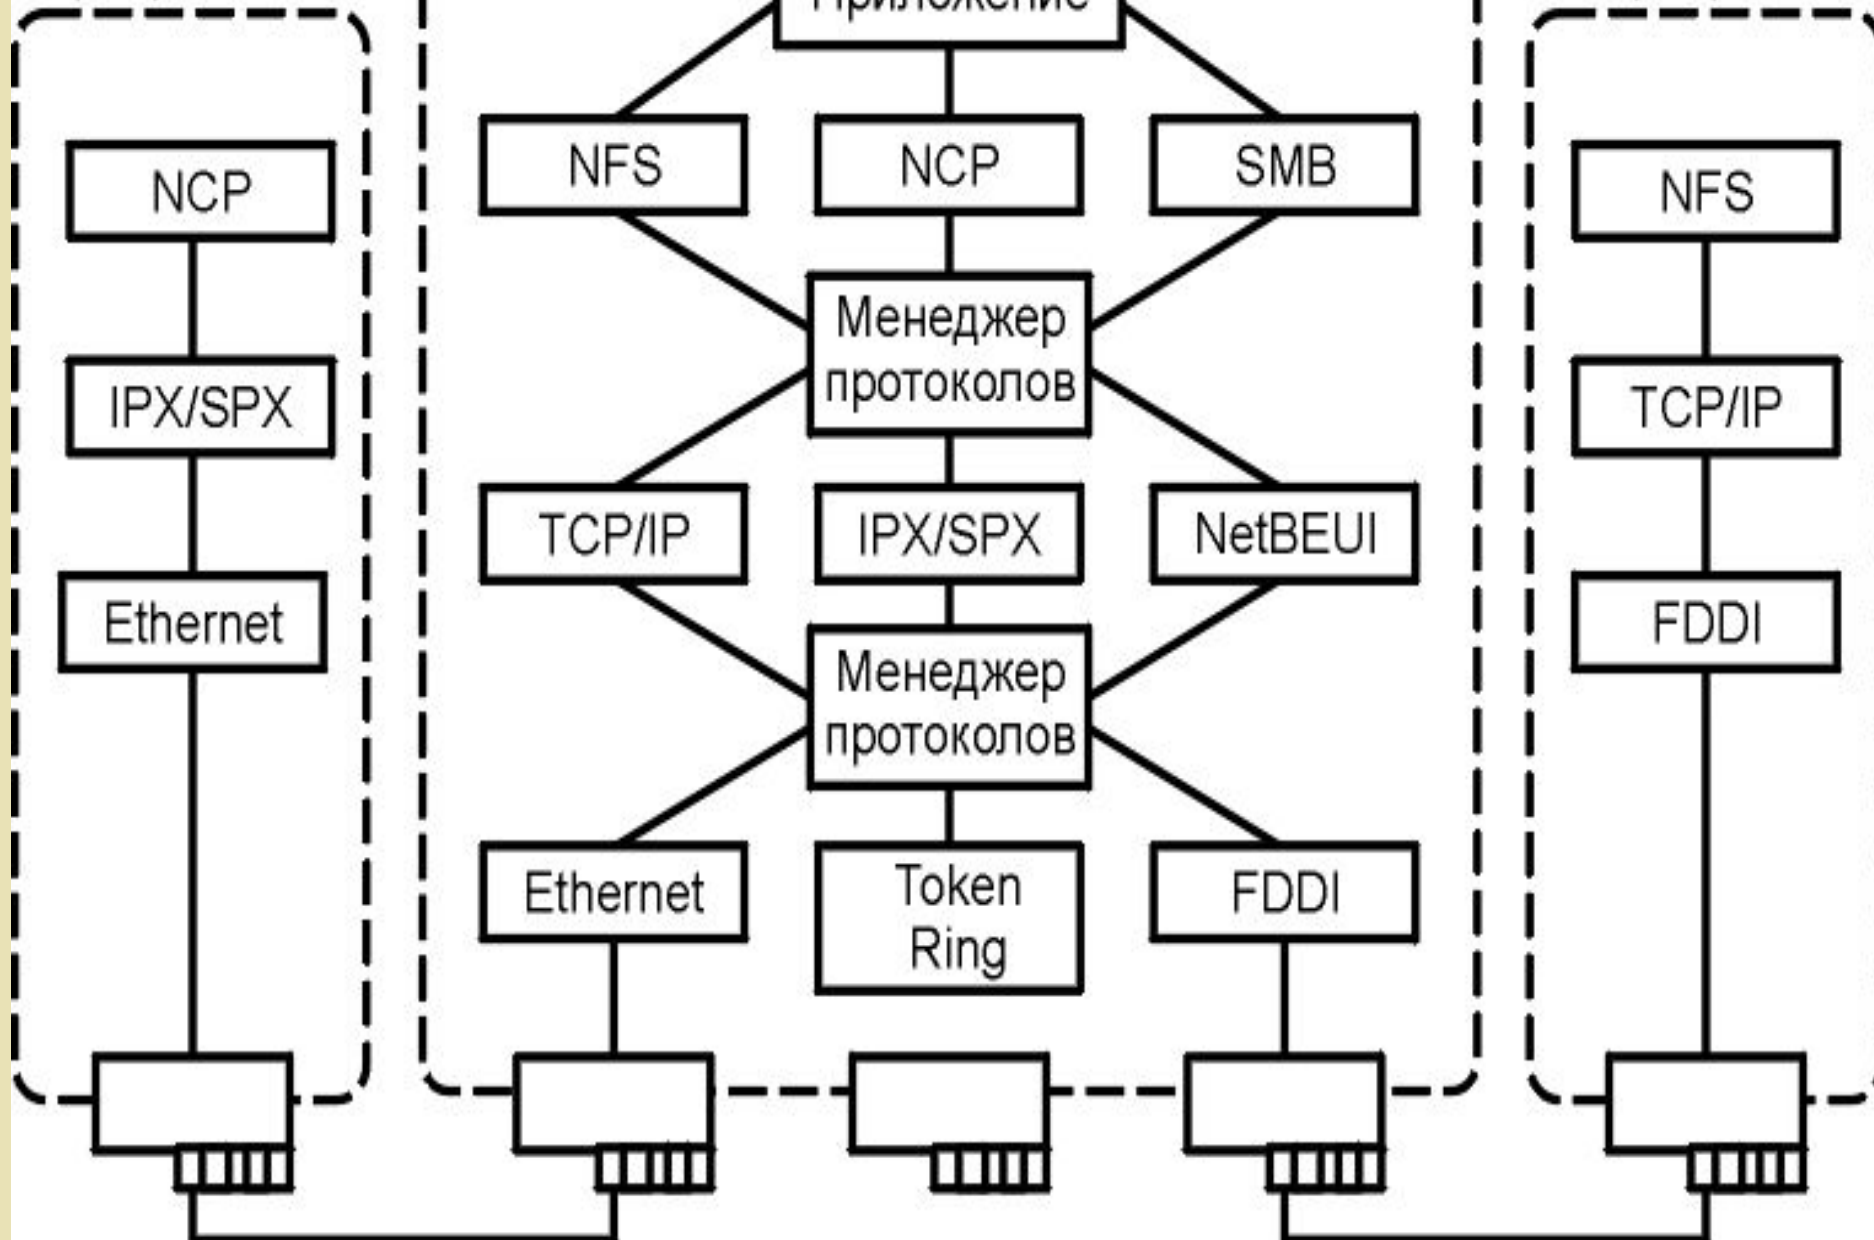 Приложение
NFS
NCP
SMB
NCP
NFS
Менеджер
протоколов
IPX/SPX
TCP/IP
TCP/IP
IPX/SPX
NetBEUI
Ethernet
FDDI
Менеджер
протоколов
Ethernet
Token
Ring
FDDI